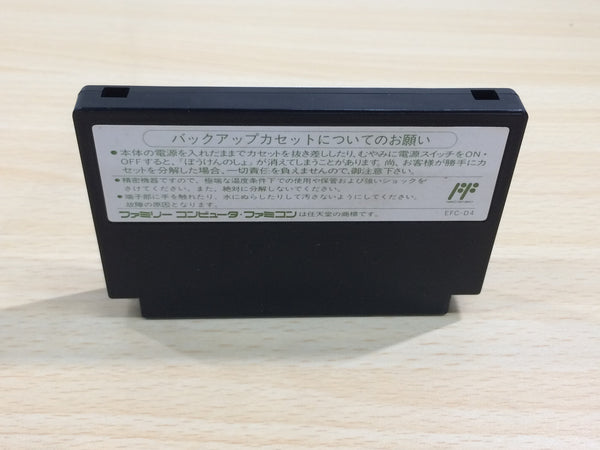 バックアップカセットについてのお願い
●本体の電源を入れたままでカセットを抜き差ししたり、むやみに電源スイッチをON・
OFFすると、「ぼうけんのしょ」が消えてしまうことがあります。尚、お客様が勝手にカ
セットを分解した場合、一切責任を負えませんので、御注意下さい。
●精密機器ですので、極端な温度条件下での使用や保管および強いショックを
さけてください。また、絶対に分解しないでください。
●端子部に手を触れたり、水にぬらしたりして汚さないようにしてください。
故障の原因となります。
ファミリーコンピュータ・ファミコンは任天堂の商標です。
EFC-D4